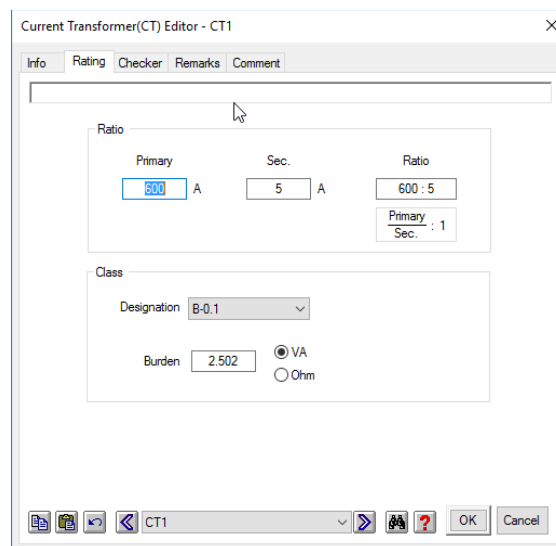 Current Transformer(CT) Editor - CT1
Info Rating Checker Remarks Comment
Ratio
Primary Sec. Ratio
600 A 5 A 600 : 5
Primary
Sec. : 1
Class
Designation B-0.1
Burden 2.502 VA
Ohm
CT1 ? OK Cancel